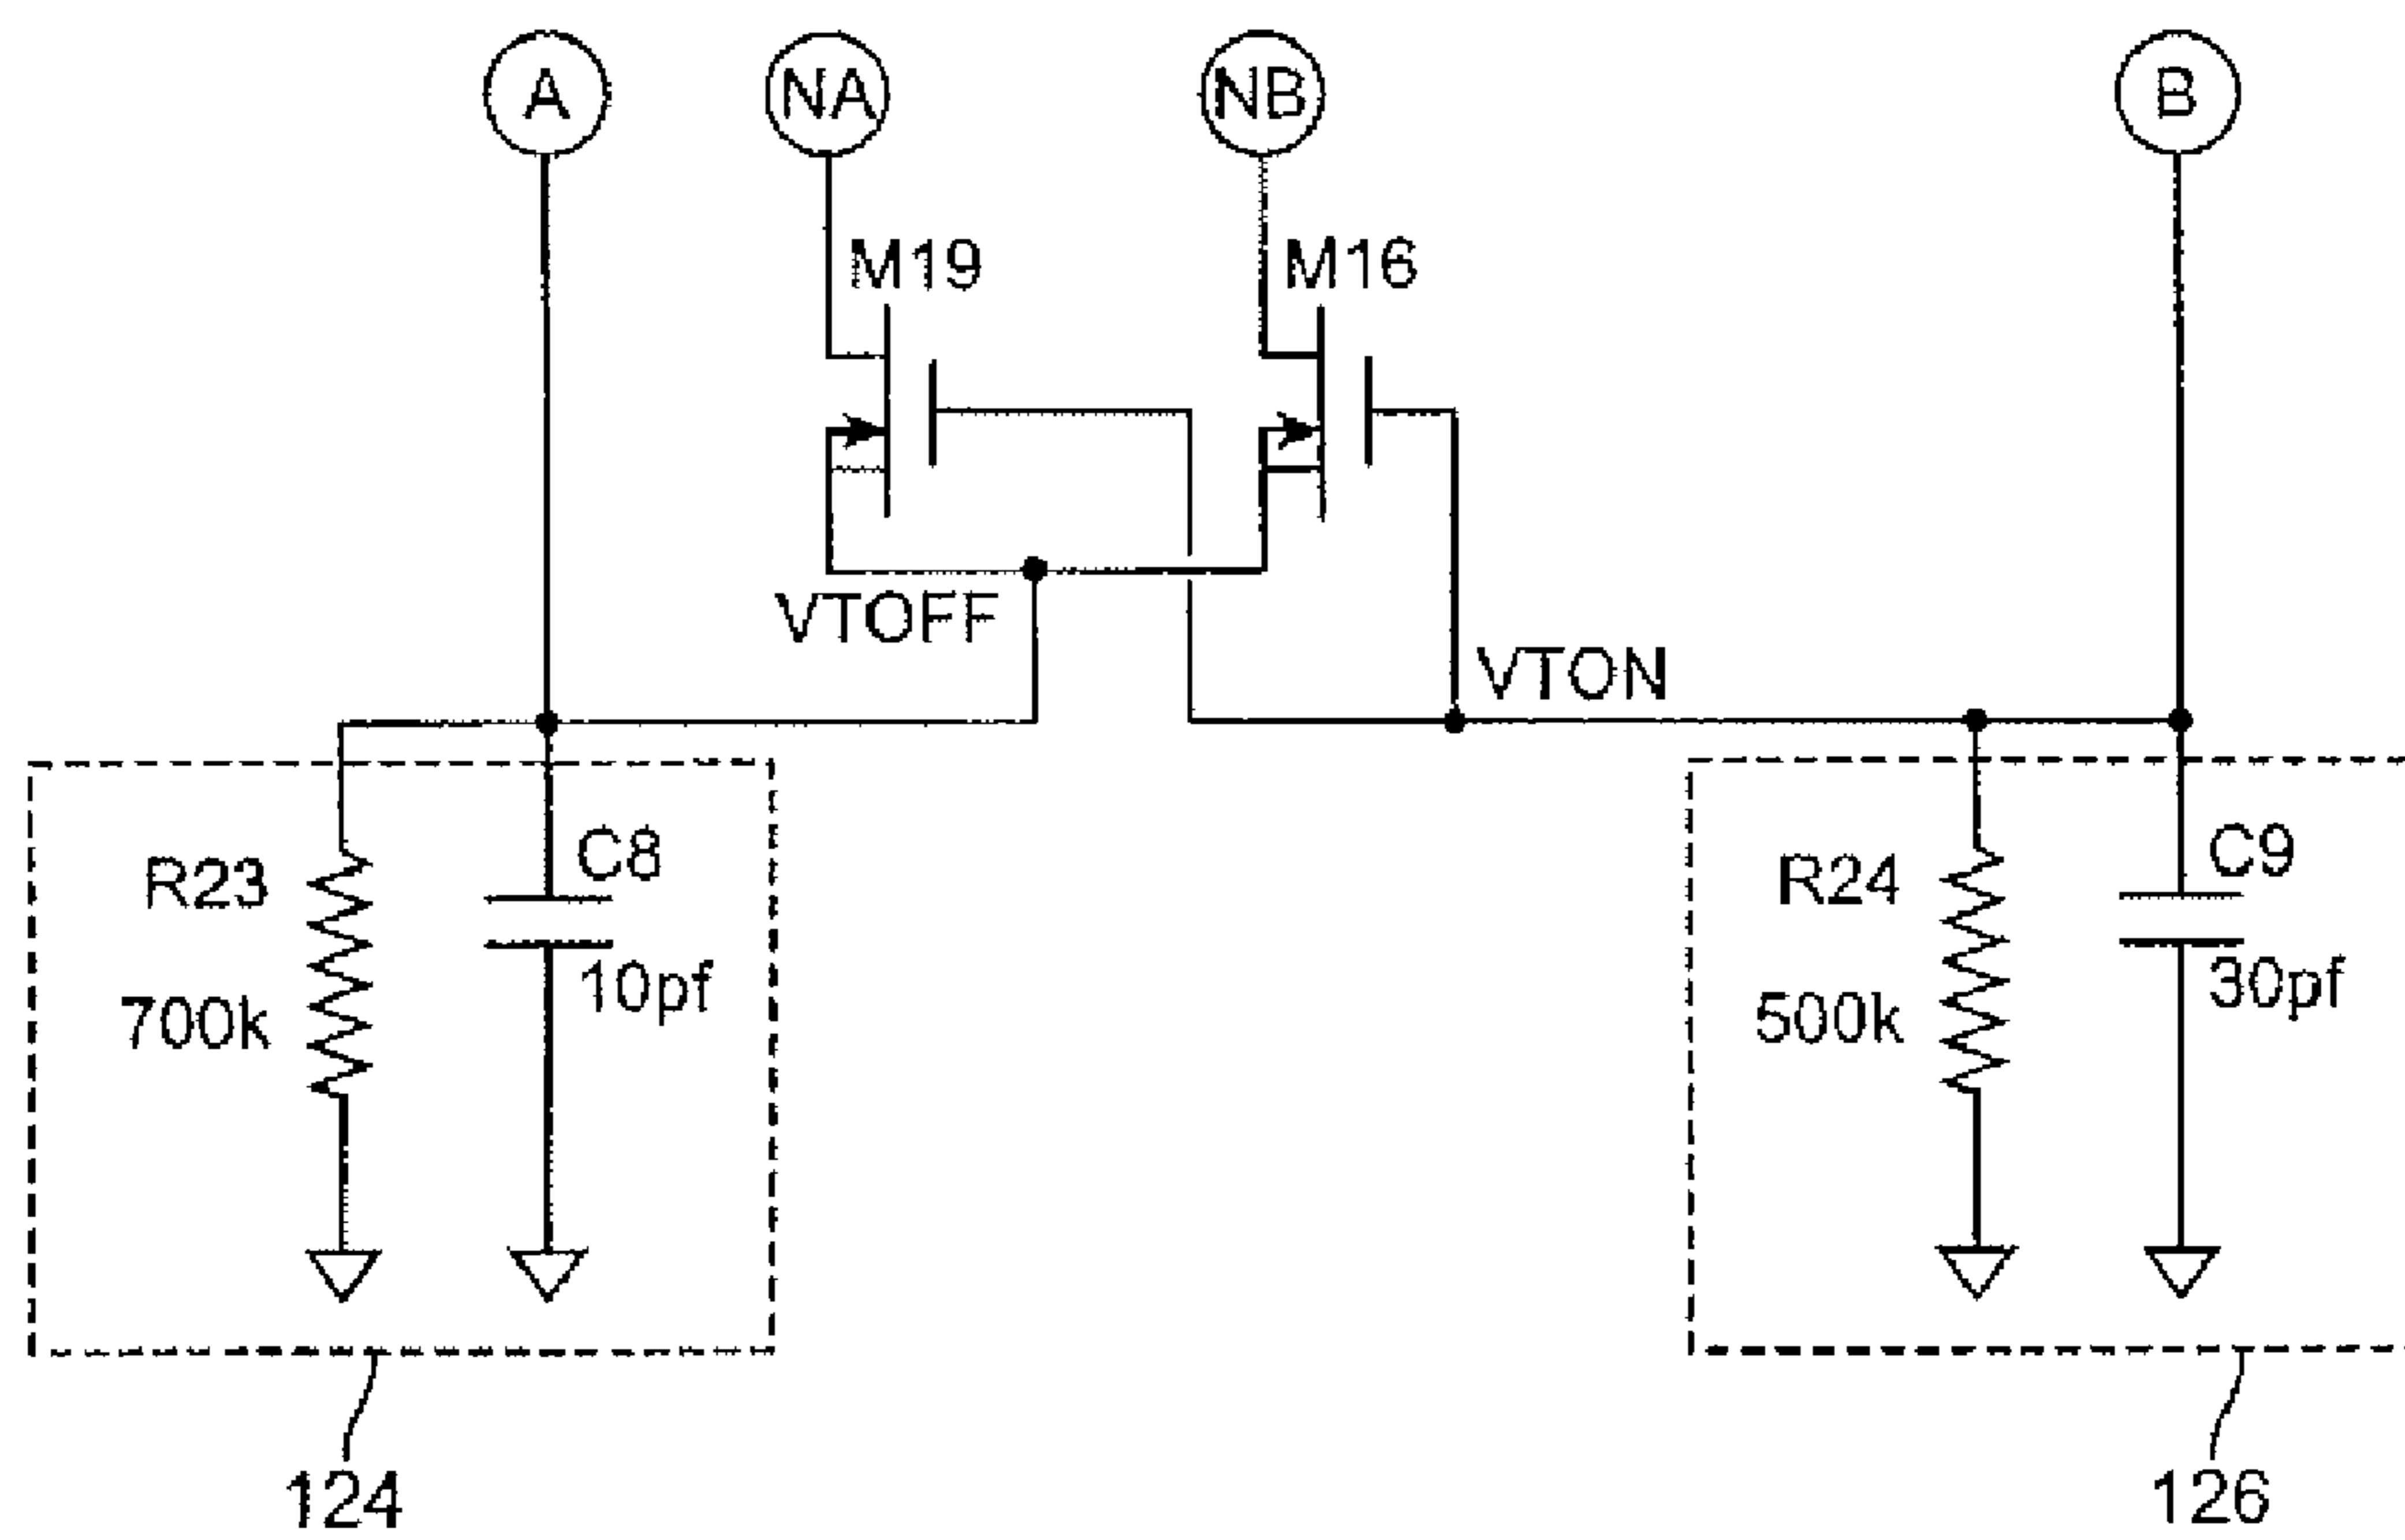 A
NA
NB
B
M19
M16
VTOFF
VTON
R23
700k
C8
10pf
R24
500k
C9
30pf
124
126